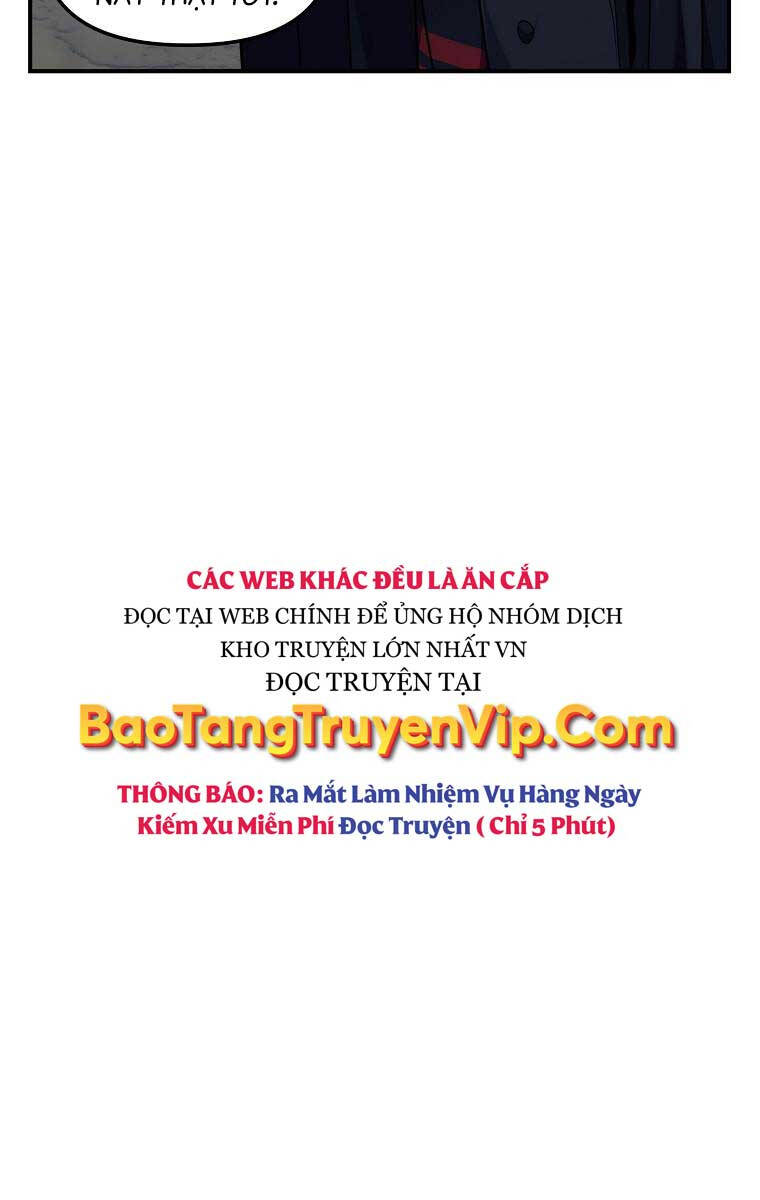 THẬT TỐT.
CÁC WEB KHÁC ĐỀU LÀ ĂN CẮP
ĐỌC TẠI WEB CHÍNH ĐỂ ỦNG HỘ NHÓM DỊCH
KHO TRUYỆN LỚN NHẤT VN
ĐỌC TRUYỆN TẠI
BaoTangTruyenVip.Com
THÔNG BÁO: Ra Mắt Làm Nhiệm Vụ Hàng Ngày
Kiếm Xu Miễn Phí Đọc Truyện ( Chỉ 5 Phút)